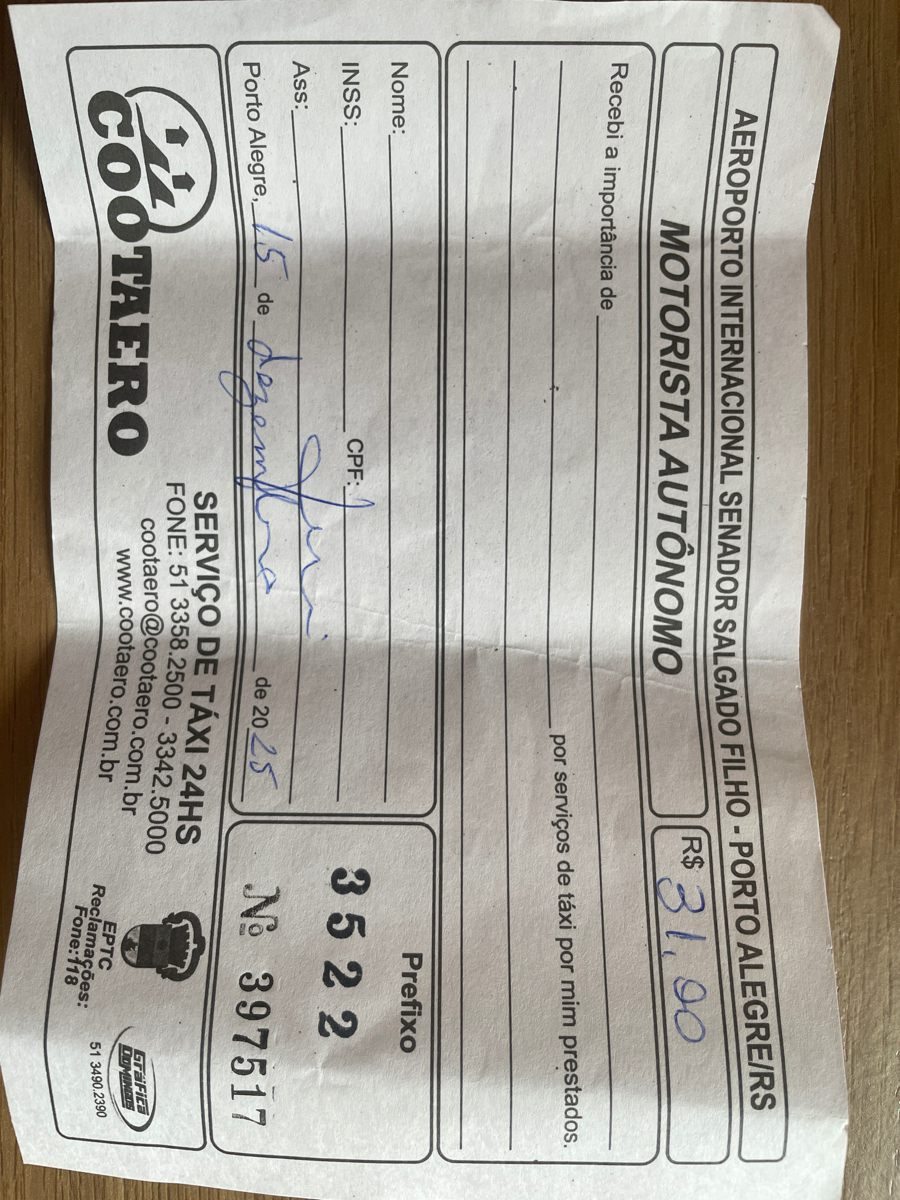 AEROPORTO INTERNACIONAL SENADOR SALGADO FILHO - PORTO ALEGRE/RS
MOTORISTA AUTÔNOMO
R$ 31,00
Recebi a importância de
por serviços de táxi por mim prestados.
Nome:
INSS: CPF:
Ass:
Porto Alegre, 15 de dezembro de 2025
Prefixo
3522
Nº 397517
COOTAERO
SERVIÇO DE TÁXI 24HS
FONE: 51 3358.2500 - 3342.5000
cootaero@cootaero.com.br
www.cootaero.com.br
EPTC
Reclamações:
Fone:118
Gráfica
51 3490.2390